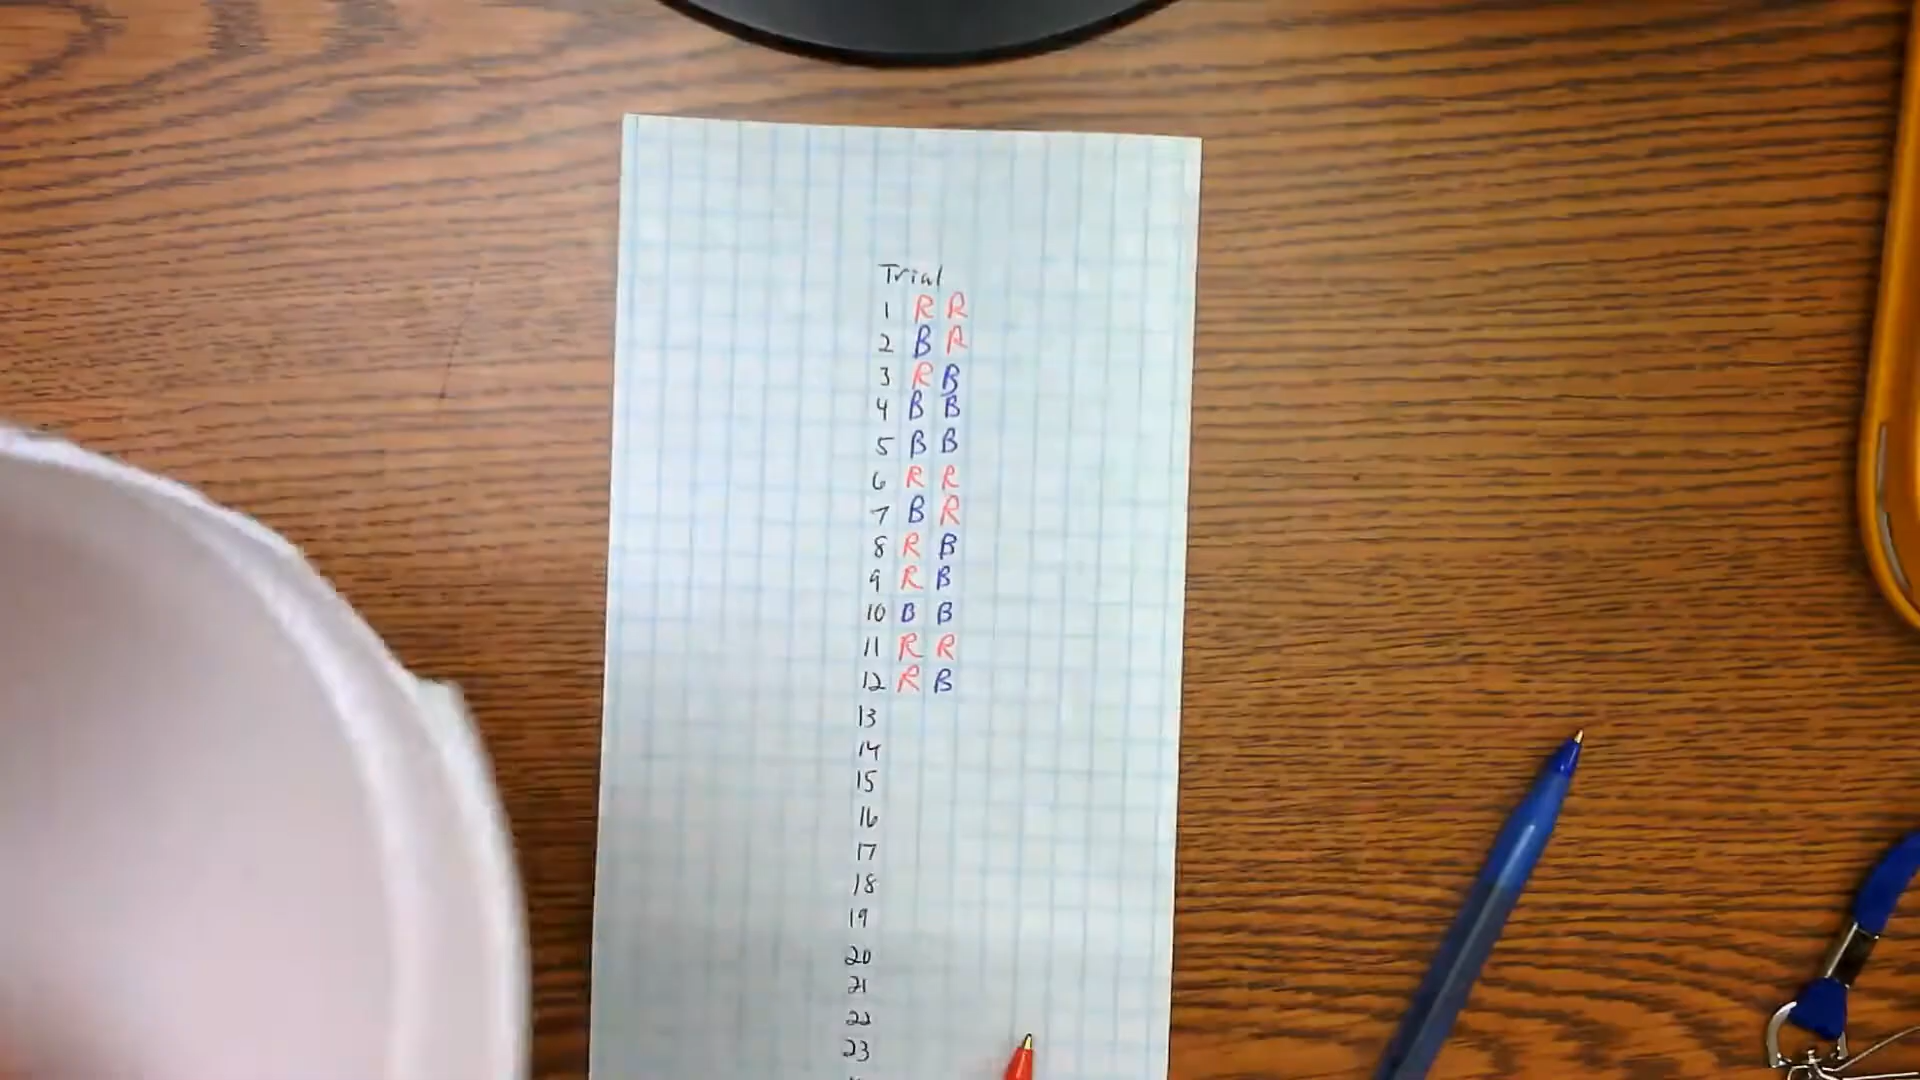 Trial
1 R R
2 B R
3 R B
4 B B
5 B B
6 R R
7 B R
8 R B
9 R B
10 B B
11 R R
12 R B
13
14
15
16
17
18
19
20
21
22
23